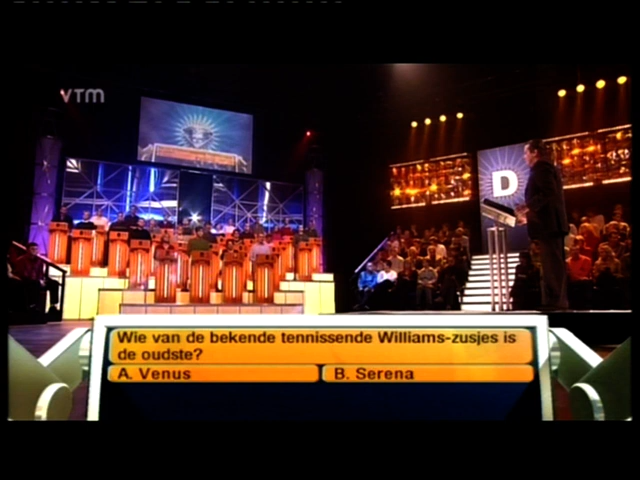 vTm
D
Wie van de bekende tennissende Williams-zusjes is
de oudste?
A. Venus
B. Serena